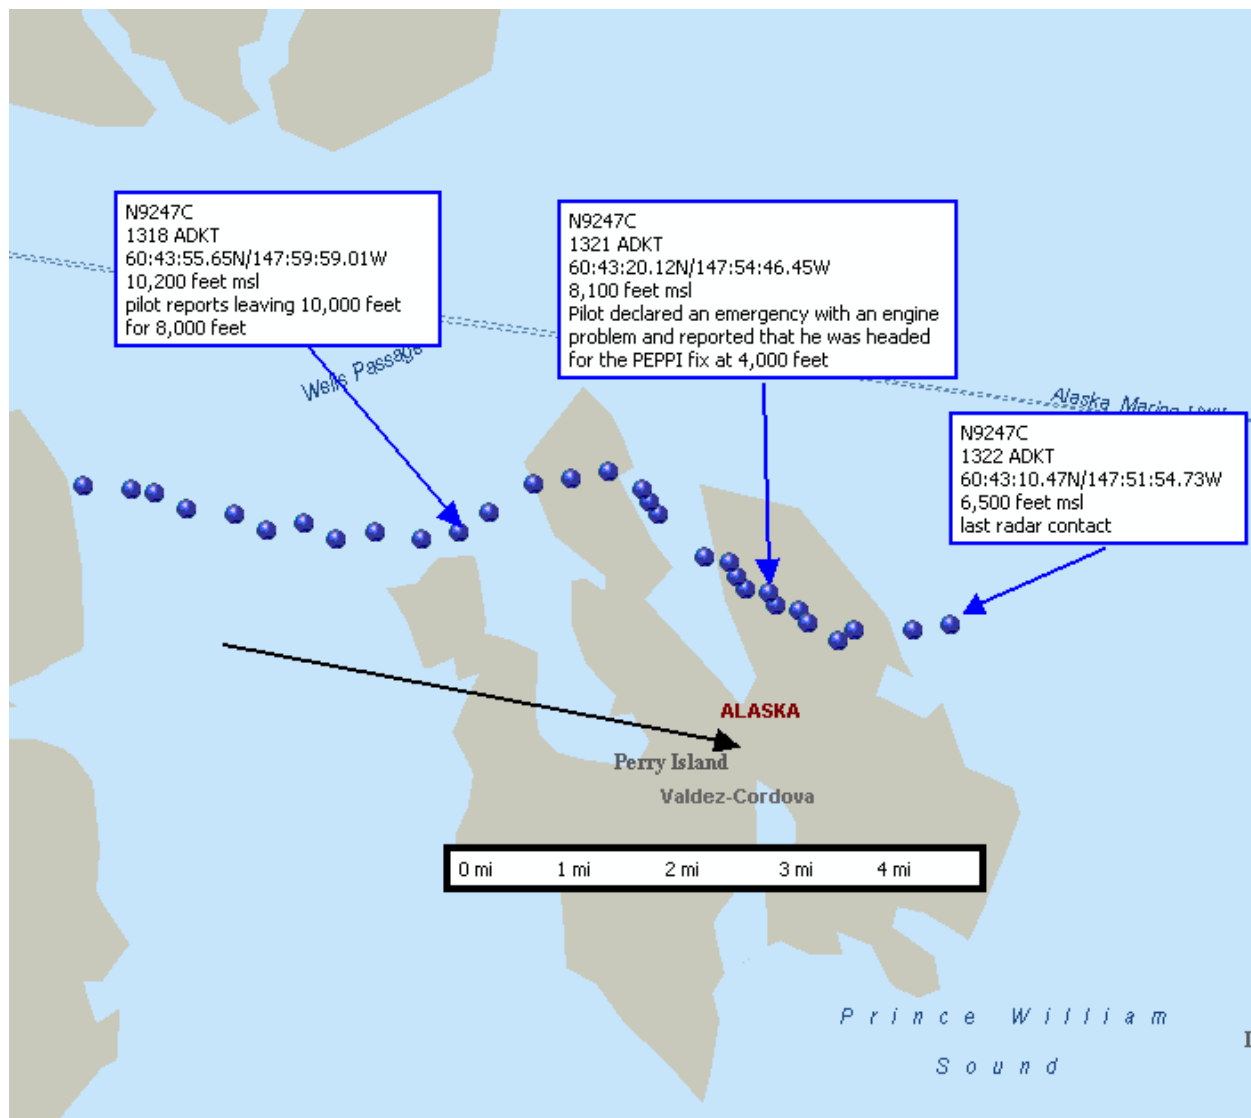 N9247C
1318 ADKT
60:43:55.65N/147:59:59.01W
10,200 feet msl
pilot reports leaving 10,000 feet
for 8,000 feet
N9247C
1321 ADKT
60:43:20.12N/147:54:46.45W
8,100 feet msl
Pilot declared an emergency with an engine
problem and reported that he was headed
for the PEPPI fix at 4,000 feet
Wells Passage
Alaska Marine Hwy
N9247C
1322 ADKT
60:43:10.47N/147:51:54.73W
6,500 feet msl
last radar contact
ALASKA
Perry Island
Valdez-Cordova
0 mi 1 mi 2 mi 3 mi 4 mi
Prince William
Sound